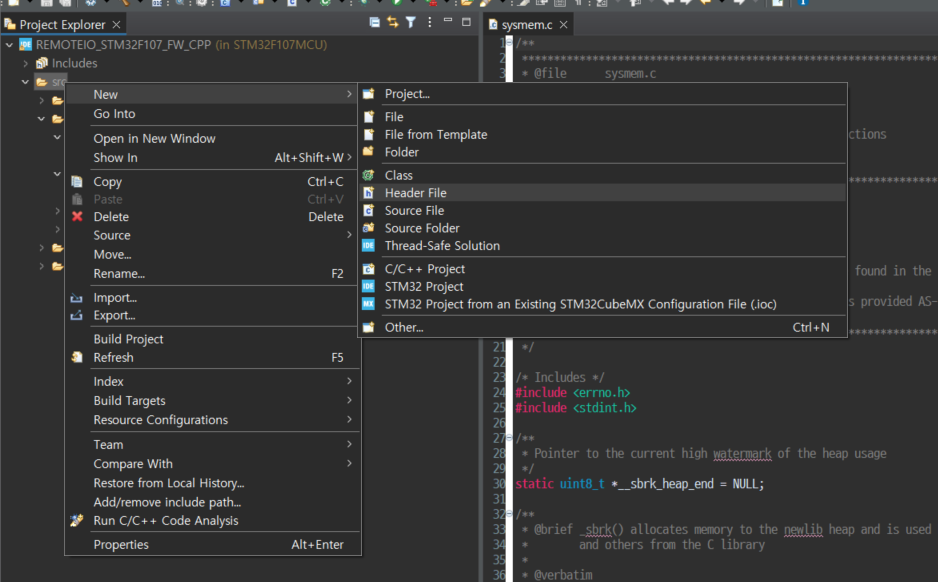 Project Explorer
REMOTEIO_STM32F107_FW_CPP (in STM32F107MCU)
Includes
src
New
Go Into
Open in New Window
Show In Alt+Shift+W
Copy Ctrl+C
Paste Ctrl+V
Delete Delete
Source
Move...
Rename... F2
Import...
Export...
Build Project
Refresh F5
Index
Build Targets
Resource Configurations
Team
Compare With
Restore from Local History...
Add/remove include path...
Run C/C++ Code Analysis
Properties Alt+Enter
Project...
File
File from Template
Folder
Class
Header File
Source File
Source Folder
IDE Thread-Safe Solution
C/C++ Project
IDE STM32 Project
MX STM32 Project from an Existing STM32CubeMX Configuration File (.ioc)
Other... Ctrl+N
sysmem.c
1 /**
2 ******************************************************************
3 * @file sysmem.c
ctions
found in the
s provided AS-
21 */
22
23 /* Includes */
24 #include <errno.h>
25 #include <stdint.h>
26
27 /**
28 * Pointer to the current high watermark of the heap usage
29 */
30 static uint8_t *__sbrk_heap_end = NULL;
31
32 /**
33 * @brief _sbrk() allocates memory to the newlib heap and is used
34 * and others from the C library
35 *
36 * @verbatim